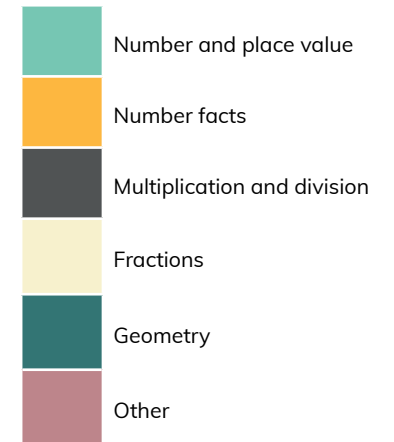 Number and place value
Number facts
Multiplication and division
Fractions
Geometry
Other